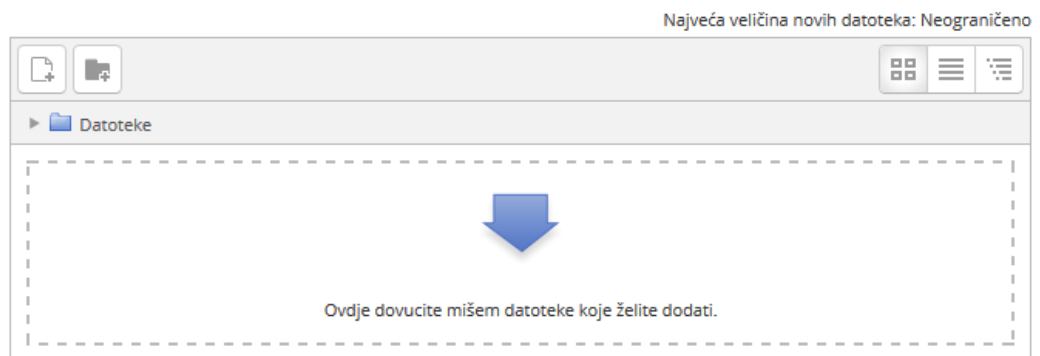 Najveća veličina novih datoteka: Neograničeno
Datoteke
Ovdje dovucite mišem datoteke koje želite dodati.